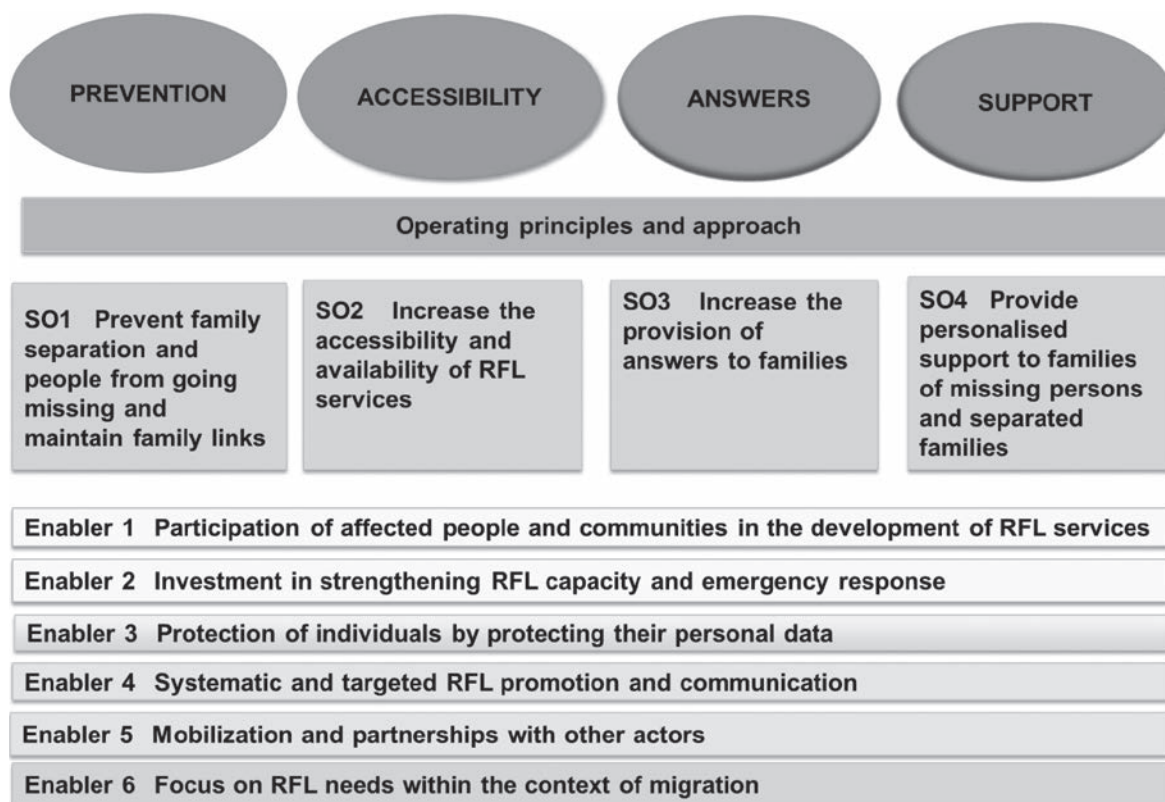 PREVENTION
ACCESSIBILITY
ANSWERS
SUPPORT
Operating principles and approach
SO1 Prevent family
separation and
people from going
missing and
maintain family links
SO2 Increase the
accessibility and
availability of RFL
services
SO3 Increase the
provision of
answers to families
SO4 Provide
personalised
support to families
of missing persons
and separated
families
Enabler 1 Participation of affected people and communities in the development of RFL services
Enabler 2 Investment in strengthening RFL capacity and emergency response
Enabler 3 Protection of individuals by protecting their personal data
Enabler 4 Systematic and targeted RFL promotion and communication
Enabler 5 Mobilization and partnerships with other actors
Enabler 6 Focus on RFL needs within the context of migration